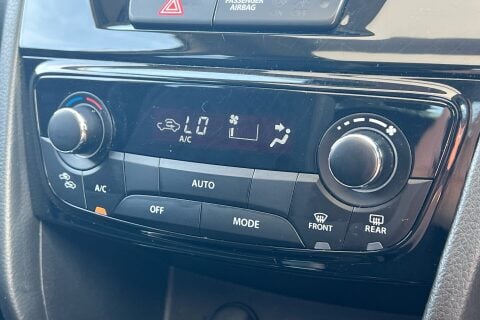 PASSENGER
AIRBAG
LO
A/C
A/C
AUTO
OFF
MODE
FRONT
REAR